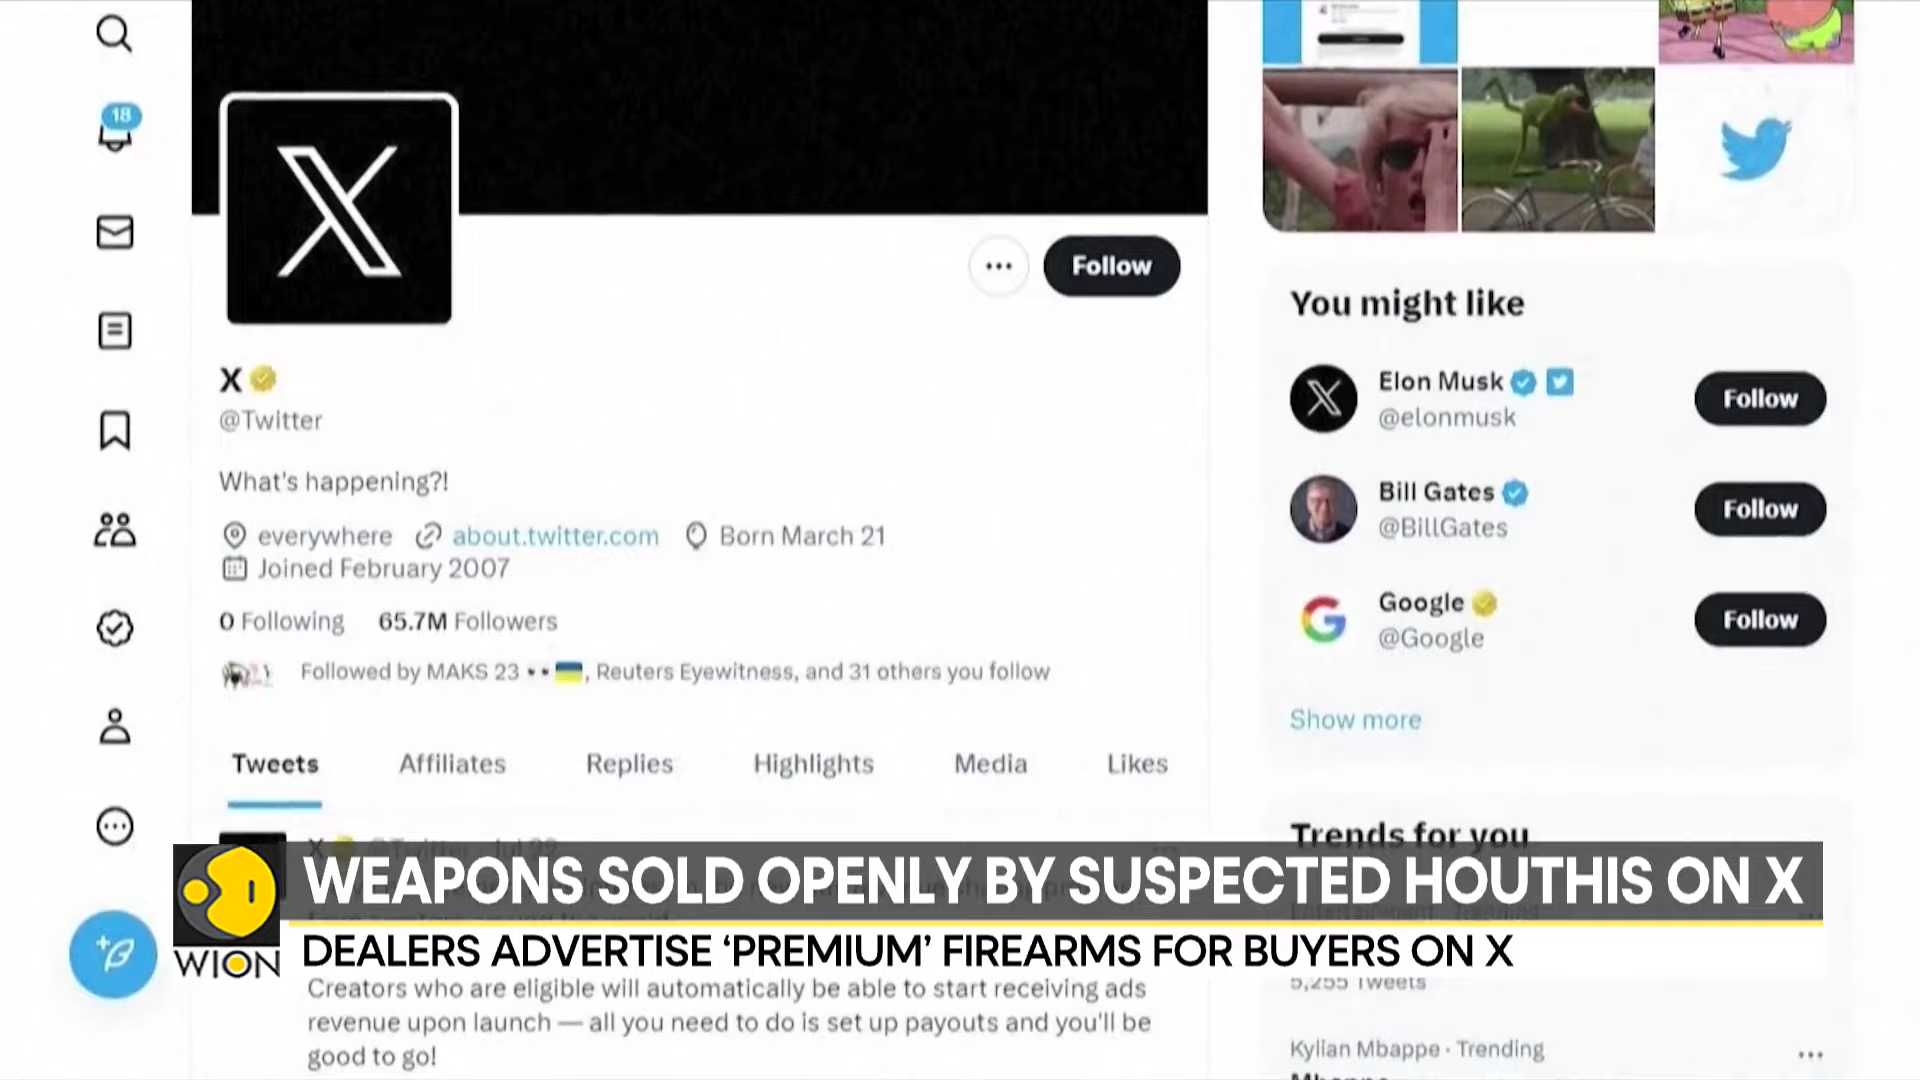 18
Follow
X
@Twitter
What's happening?!
everywhere about.twitter.com Born March 21
Joined February 2007
0 Following 65.7M Followers
Followed by MAKS 23, Reuters Eyewitness, and 31 others you follow
Tweets Affiliates Replies Highlights Media Likes
X @Twitter · Jul 22
You might like
Elon Musk
@elonmusk
Follow
Bill Gates
@BillGates
Follow
Google
@Google
Follow
Show more
Trends for you
WEAPONS SOLD OPENLY BY SUSPECTED HOUTHIS ON X
DEALERS ADVERTISE ‘PREMIUM’ FIREARMS FOR BUYERS ON X
WION
Creators who are eligible will automatically be able to start receiving ads
revenue upon launch — all you need to do is set up payouts and you'll be
good to go!
5,255 Tweets
Kylian Mbappe · Trending